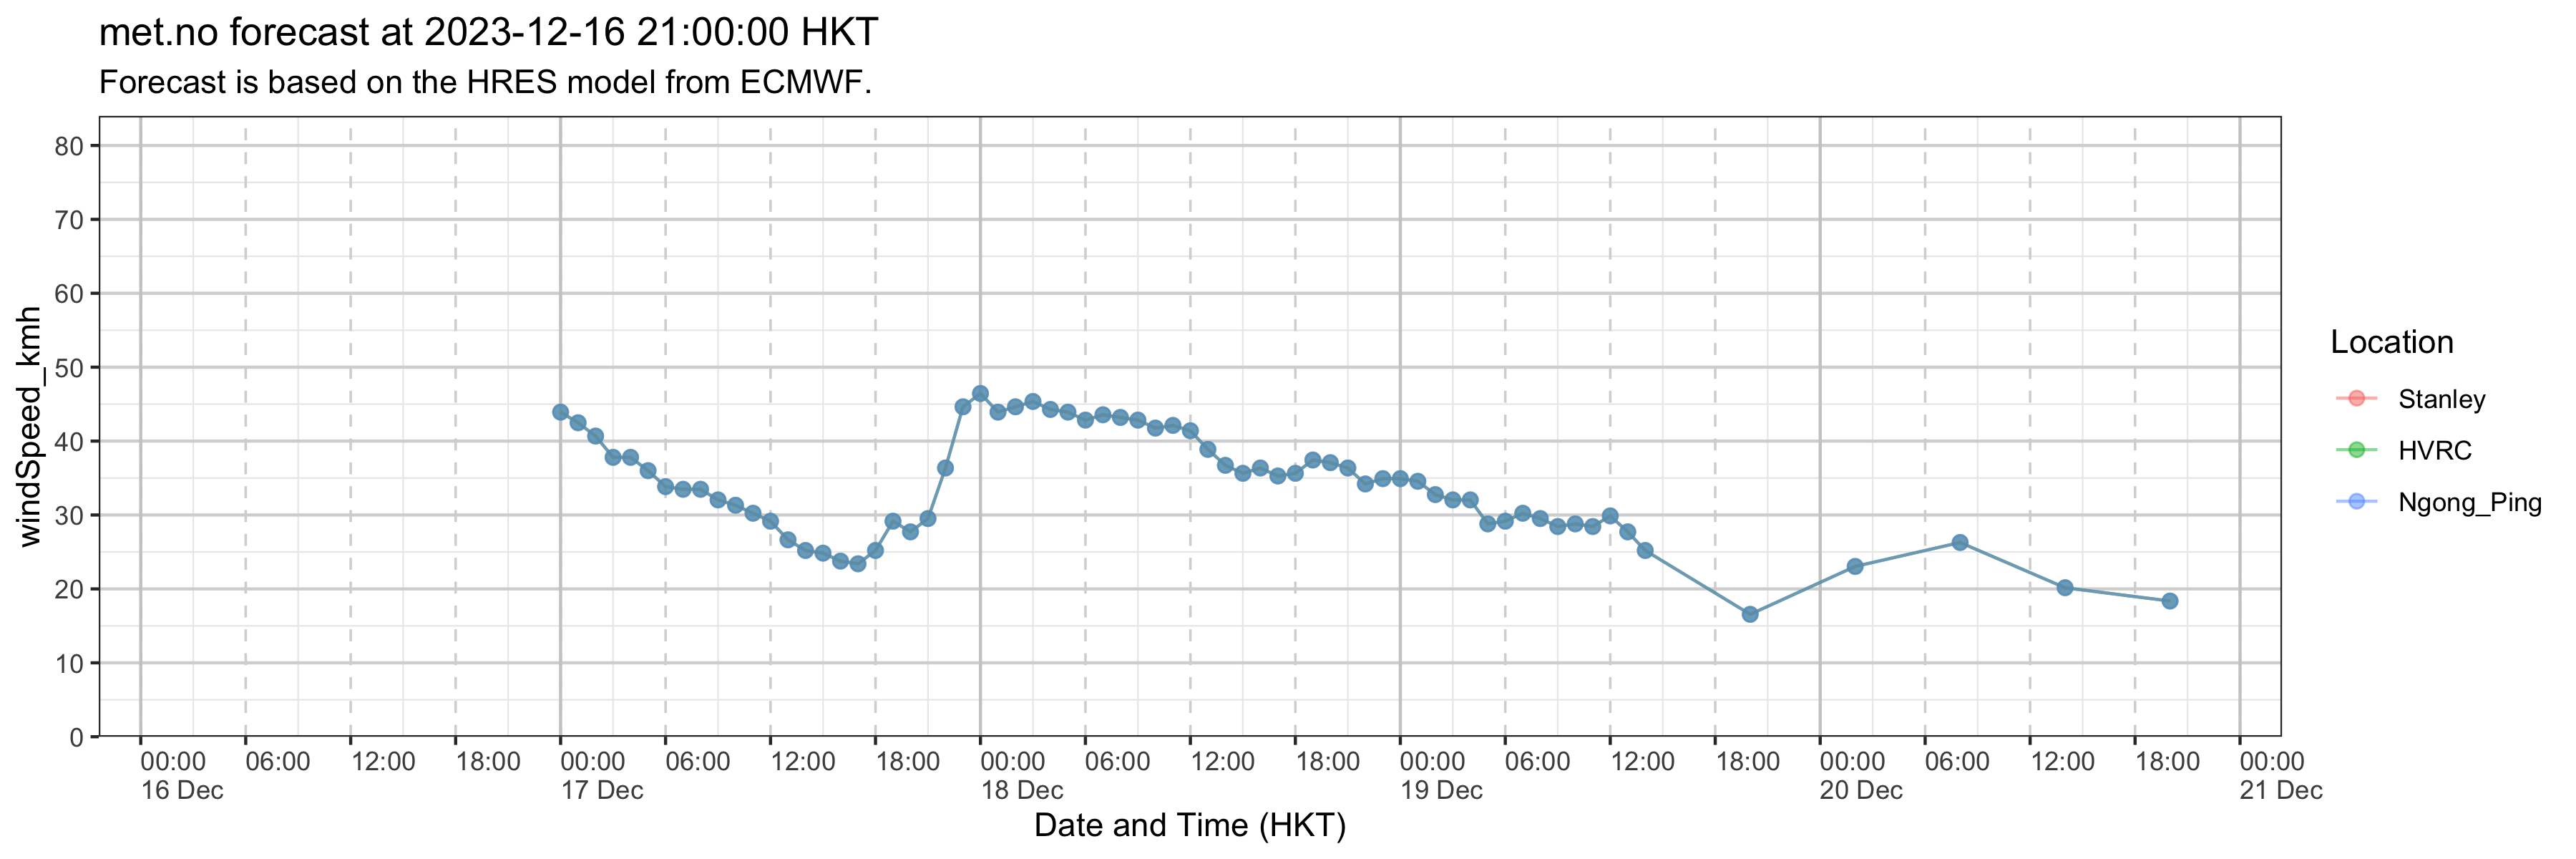 met.no forecast at 2023-12-16 21:00:00 HKT
Forecast is based on the HRES model from ECMWF.
windSpeed_kmh
80
70
60
50
40
30
20
10
0
00:00 06:00 12:00 18:00 00:00 06:00 12:00 18:00 00:00 06:00 12:00 18:00 00:00 06:00 12:00 18:00 00:00 06:00 12:00 18:00 00:00
16 Dec 17 Dec 18 Dec 19 Dec 20 Dec 21 Dec
Date and Time (HKT)
Location
Stanley
HVRC
Ngong_Ping